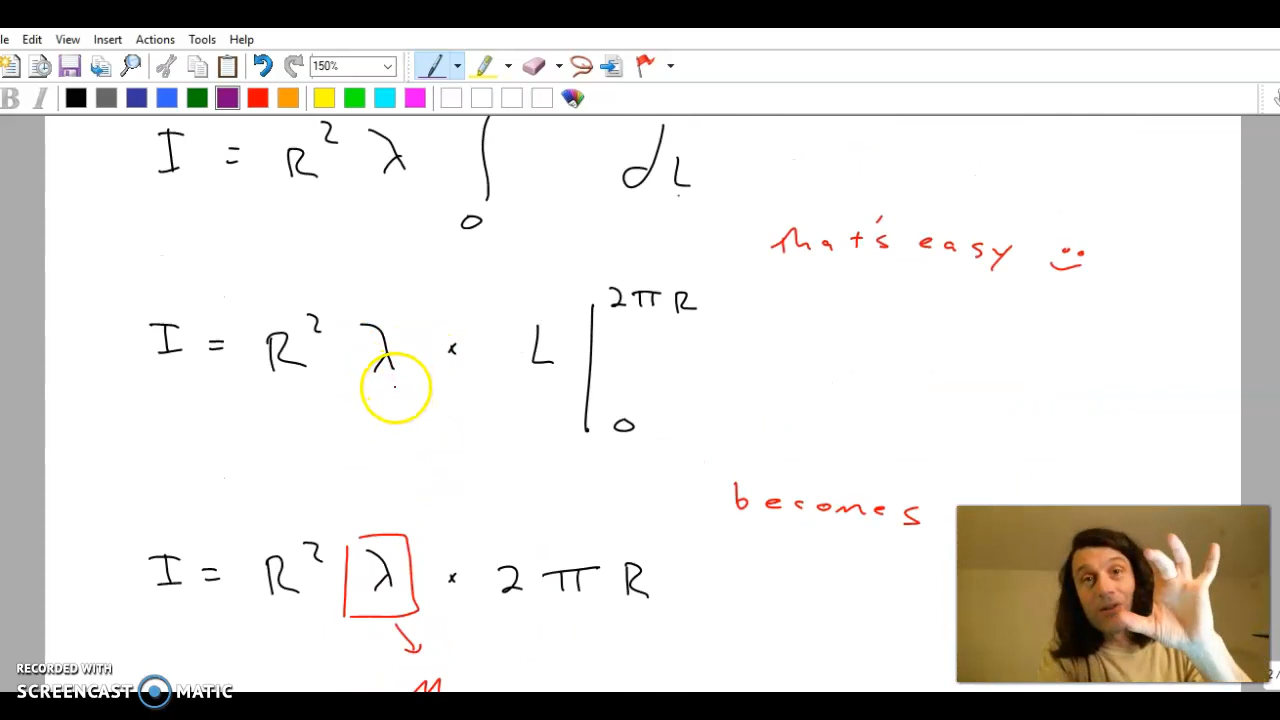 Edit View Insert Actions Tools Help
150%
B I
I = R² λ ∫ dL
0
that's easy
I = R² λ × L | 2πR
0
becomes
I = R² λ × 2πR
M
RECORDED WITH
SCREENCAST MATIC